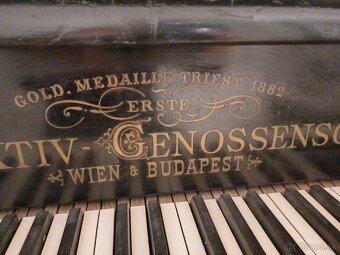 GOLD. MEDAILLE TRIEST 1882.
ERSTE
KTIV-GENOSSENSC
WIEN & BUDAPEST